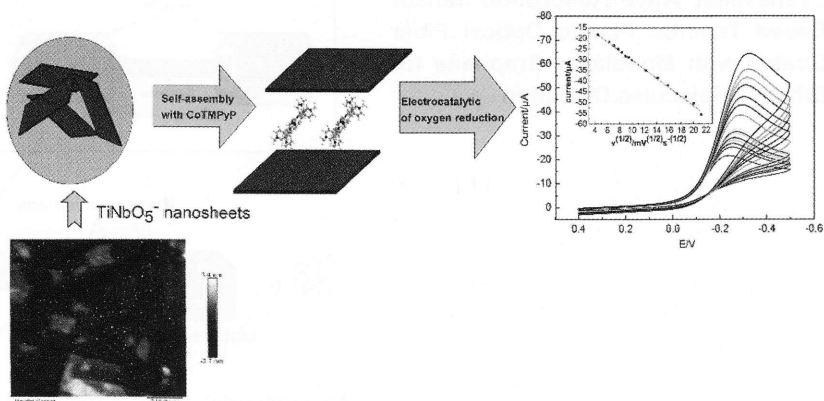 Self-assembly
with CoTMPyP
Electrocatalytic
of oxygen reduction
TiNbO₅⁻ nanosheets
Current/μA
-80
-70
-60
-50
-40
-30
-20
-10
0
0.4 0.2 0.0 -0.2 -0.4 -0.6
E/V
current/μA
-15
-20
-25
-30
-35
-40
-45
-50
-55
-60
4 6 8 10 12 14 16 18 20 22
v^(1/2)/mV^(1/2)s^-(1/2)